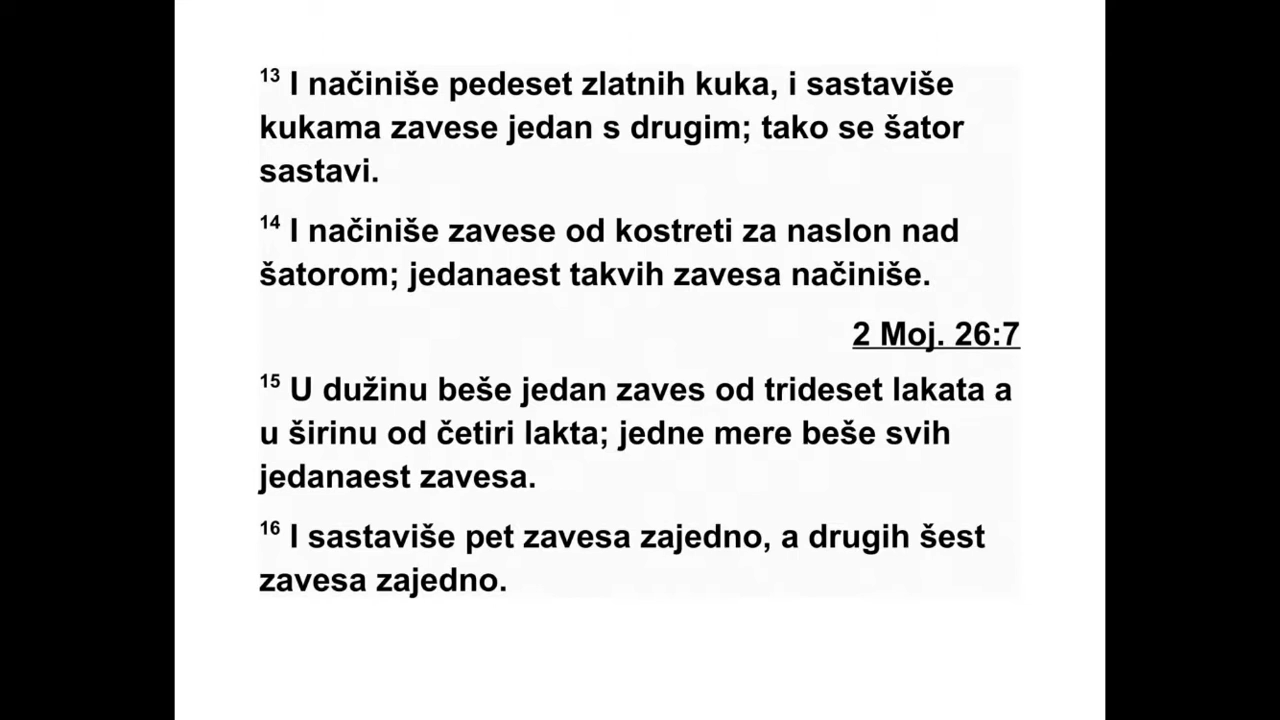 13 I načiniše pedeset zlatnih kuka, i sastaviše
kukama zavese jedan s drugim; tako se šator
sastavi.
14 I načiniše zavese od kostreti za naslon nad
šatorom; jedanaest takvih zavesa načiniše.
2 Moj. 26:7
15 U dužinu beše jedan zaves od trideset lakata a
u širinu od četiri lakta; jedne mere beše svih
jedanaest zavesa.
16 I sastaviše pet zavesa zajedno, a drugih šest
zavesa zajedno.